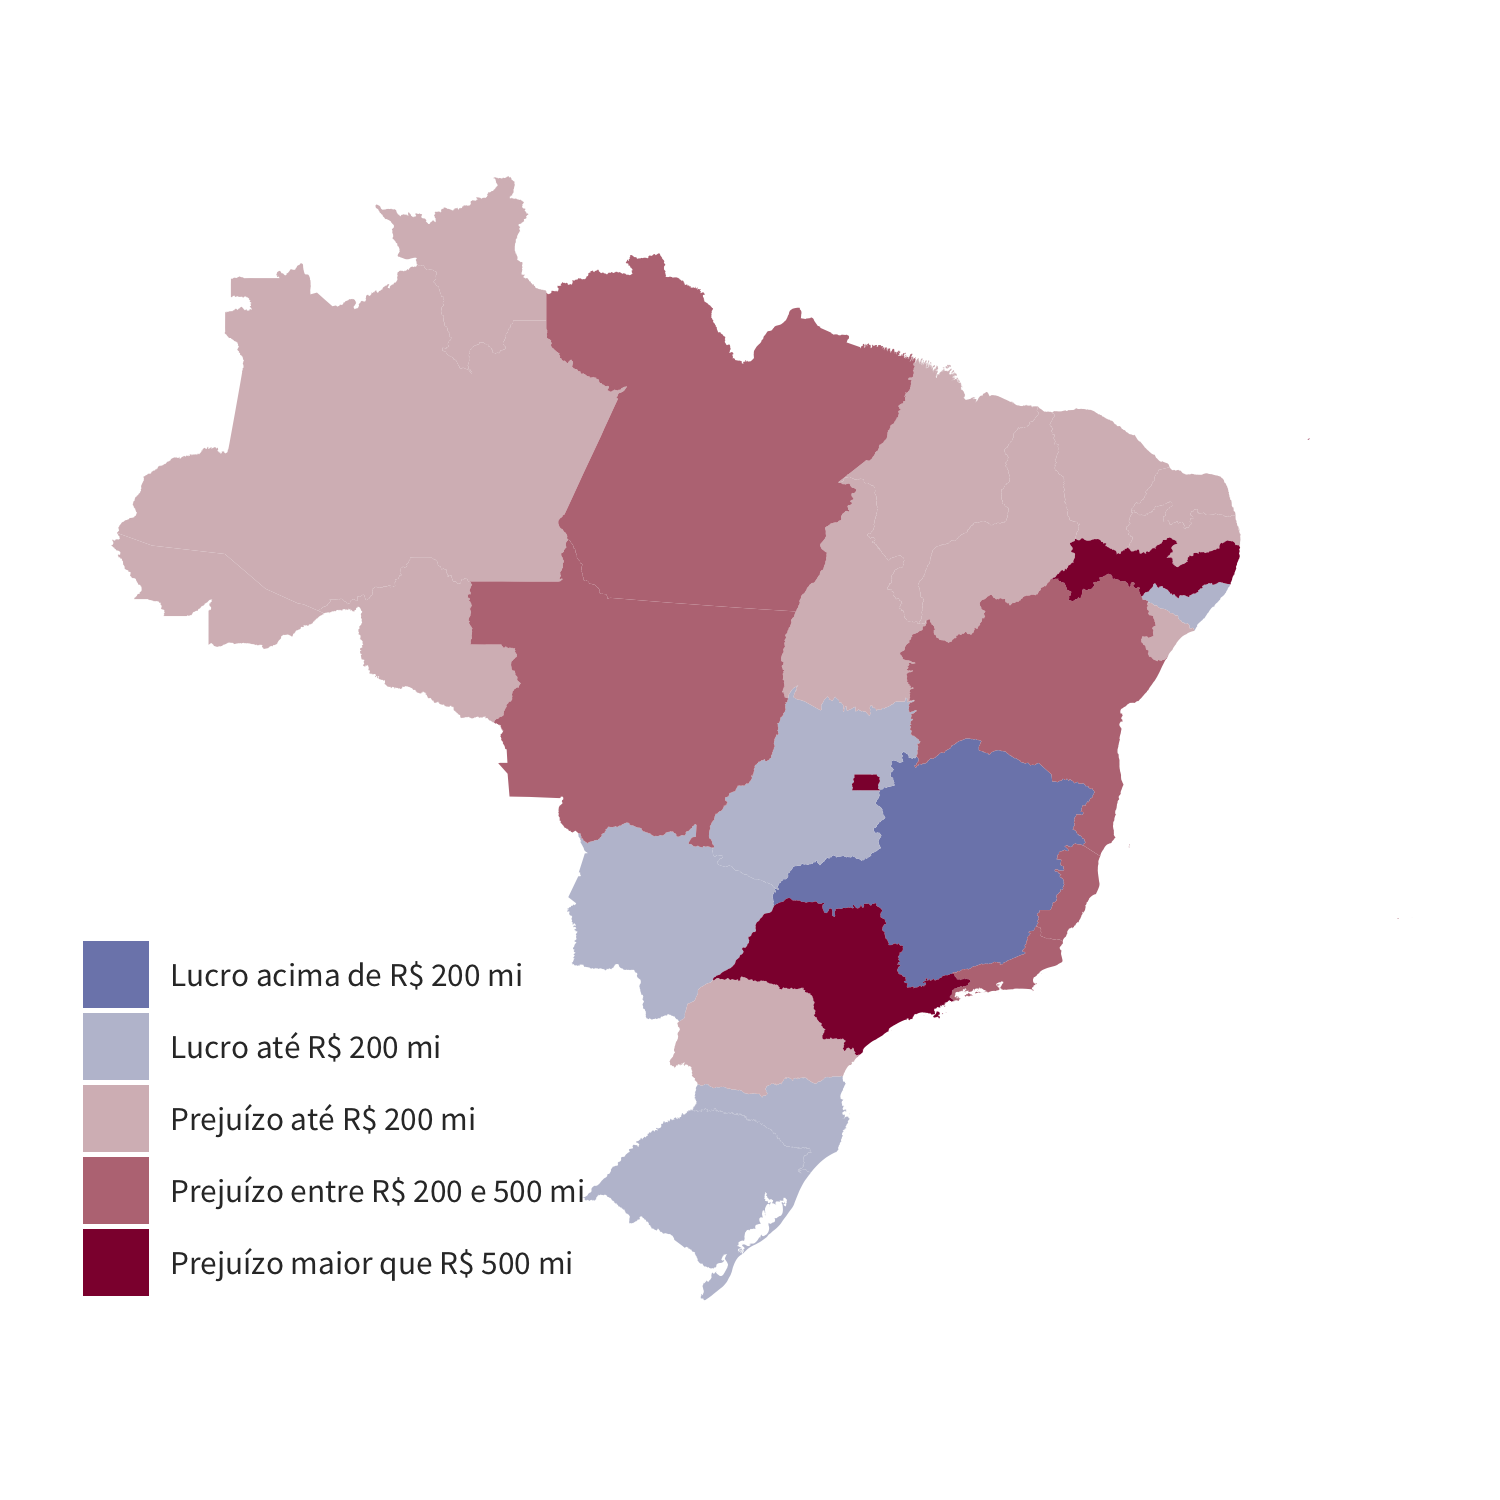 Lucro acima de R$ 200 mi
Lucro até R$ 200 mi
Prejuízo até R$ 200 mi
Prejuízo entre R$ 200 e 500 mi
Prejuízo maior que R$ 500 mi